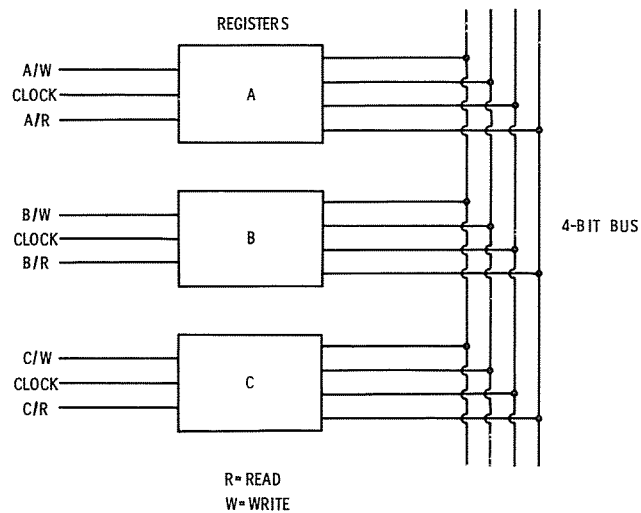 REGISTERS
A/W
CLOCK
A/R
A
B/W
CLOCK
B/R
B
4-BIT BUS
C/W
CLOCK
C/R
C
R=READ
W=WRITE